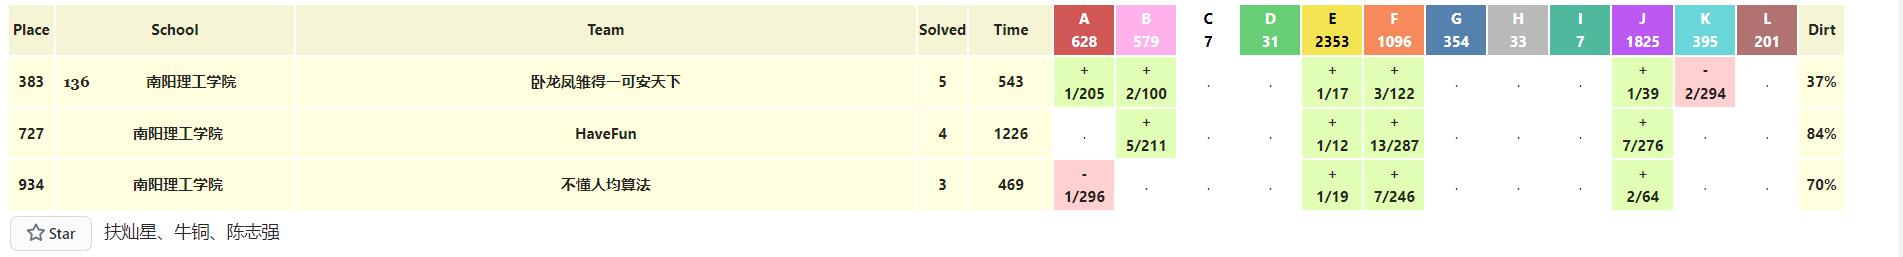 Place School Team Solved Time A 628 B 579 C 7 D 31 E 2353 F 1096 G 354 H 33 I 7 J 1825 K 395 L 201 Dirt
383 136 南阳理工学院 卧龙凤雏得一可安天下 5 543 + 1/205 + 2/100 . . + 1/17 + 3/122 . . . + 1/39 - 2/294 . 37%
727 南阳理工学院 HaveFun 4 1226 . + 5/211 . . + 1/12 + 13/287 . . . + 7/276 . . 84%
934 南阳理工学院 不懂人均算法 3 469 - 1/296 . . . + 1/19 + 7/246 . . . + 2/64 . . 70%
Star 扶灿星、牛铜、陈志强